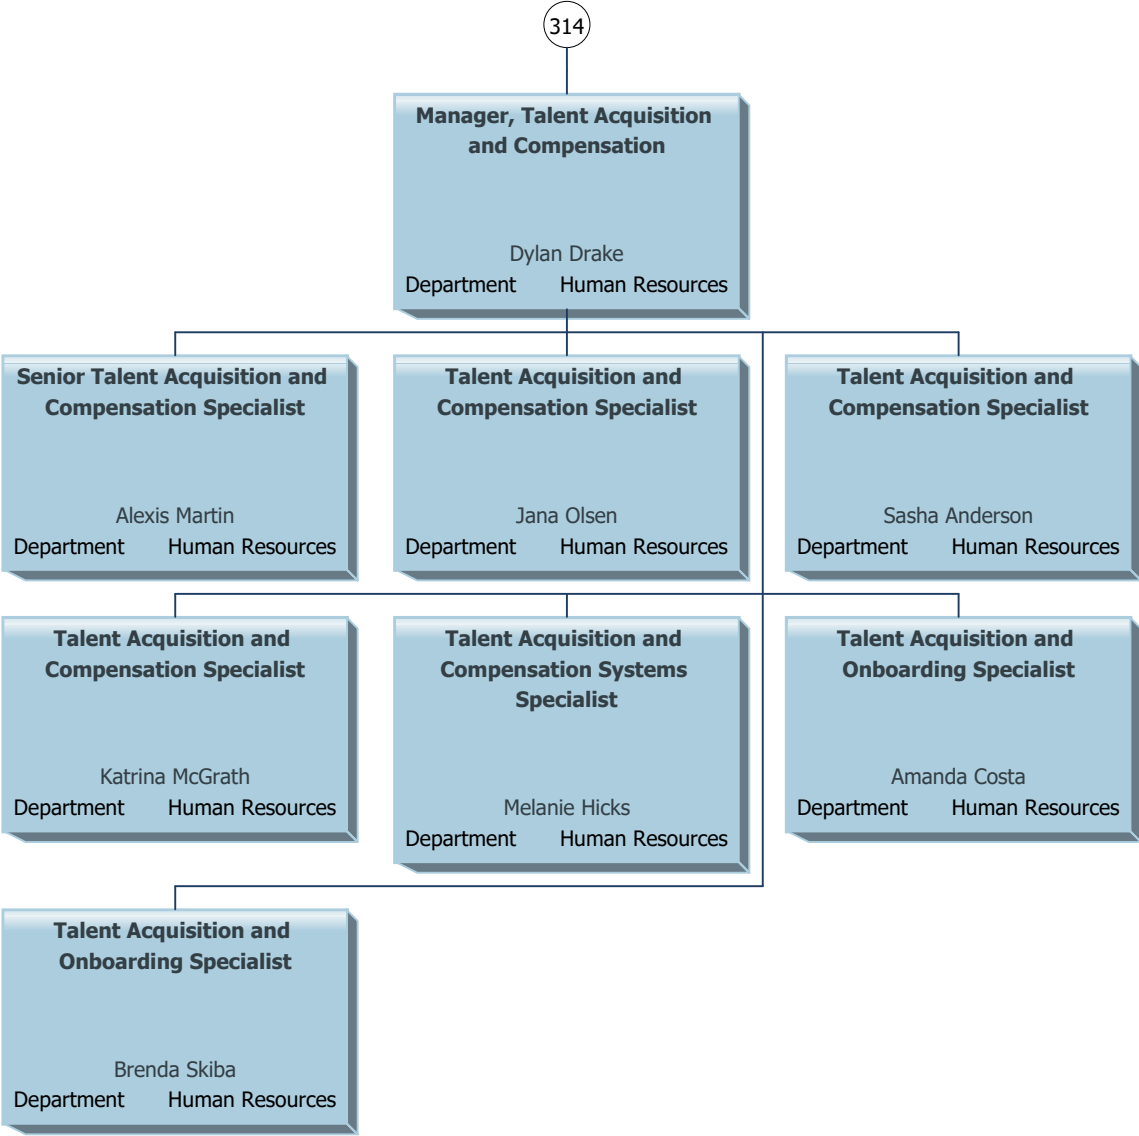 314
Manager, Talent Acquisition
and Compensation
Dylan Drake
Department Human Resources
Senior Talent Acquisition and
Compensation Specialist
Alexis Martin
Department Human Resources
Talent Acquisition and
Compensation Specialist
Jana Olsen
Department Human Resources
Talent Acquisition and
Compensation Specialist
Sasha Anderson
Department Human Resources
Talent Acquisition and
Compensation Specialist
Katrina McGrath
Department Human Resources
Talent Acquisition and
Compensation Systems
Specialist
Melanie Hicks
Department Human Resources
Talent Acquisition and
Onboarding Specialist
Amanda Costa
Department Human Resources
Talent Acquisition and
Onboarding Specialist
Brenda Skiba
Department Human Resources